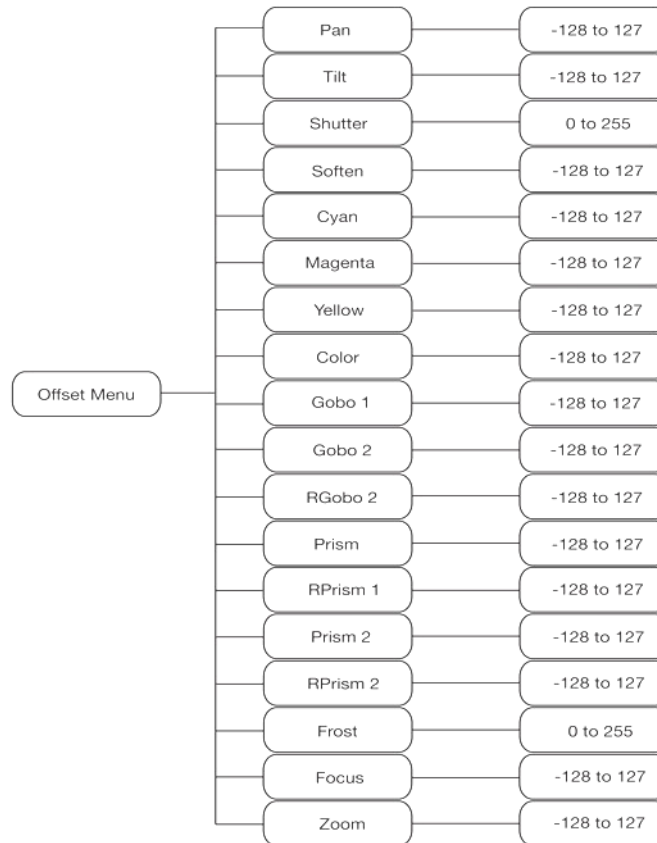 Pan -128 to 127
Tilt -128 to 127
Shutter 0 to 255
Soften -128 to 127
Cyan -128 to 127
Magenta -128 to 127
Yellow -128 to 127
Color -128 to 127
Offset Menu
Gobo 1 -128 to 127
Gobo 2 -128 to 127
RGobo 2 -128 to 127
Prism -128 to 127
RPrism 1 -128 to 127
Prism 2 -128 to 127
RPrism 2 -128 to 127
Frost 0 to 255
Focus -128 to 127
Zoom -128 to 127